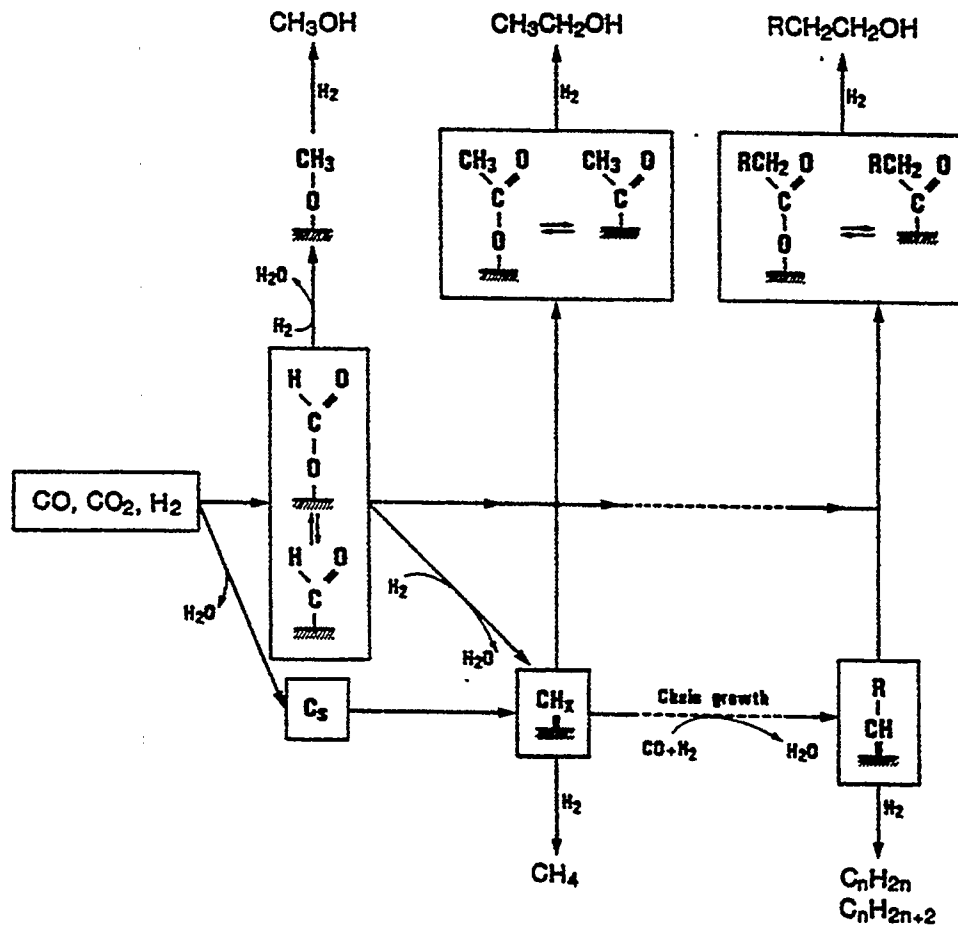 CH3OH
CH3CH2OH
RCH2CH2OH
H2
H2
H2
CH3
O
CH3 O
C
O
CH3 O
C
RCH2 O
C
O
RCH2 O
C
H2O
H2
H O
C
O
H O
C
CO, CO2, H2
H2O
H2
H2O
Cs
CHx
Chain growth
CO+H2
H2O
R
CH
H2
H2
CH4
CnH2n
CnH2n+2